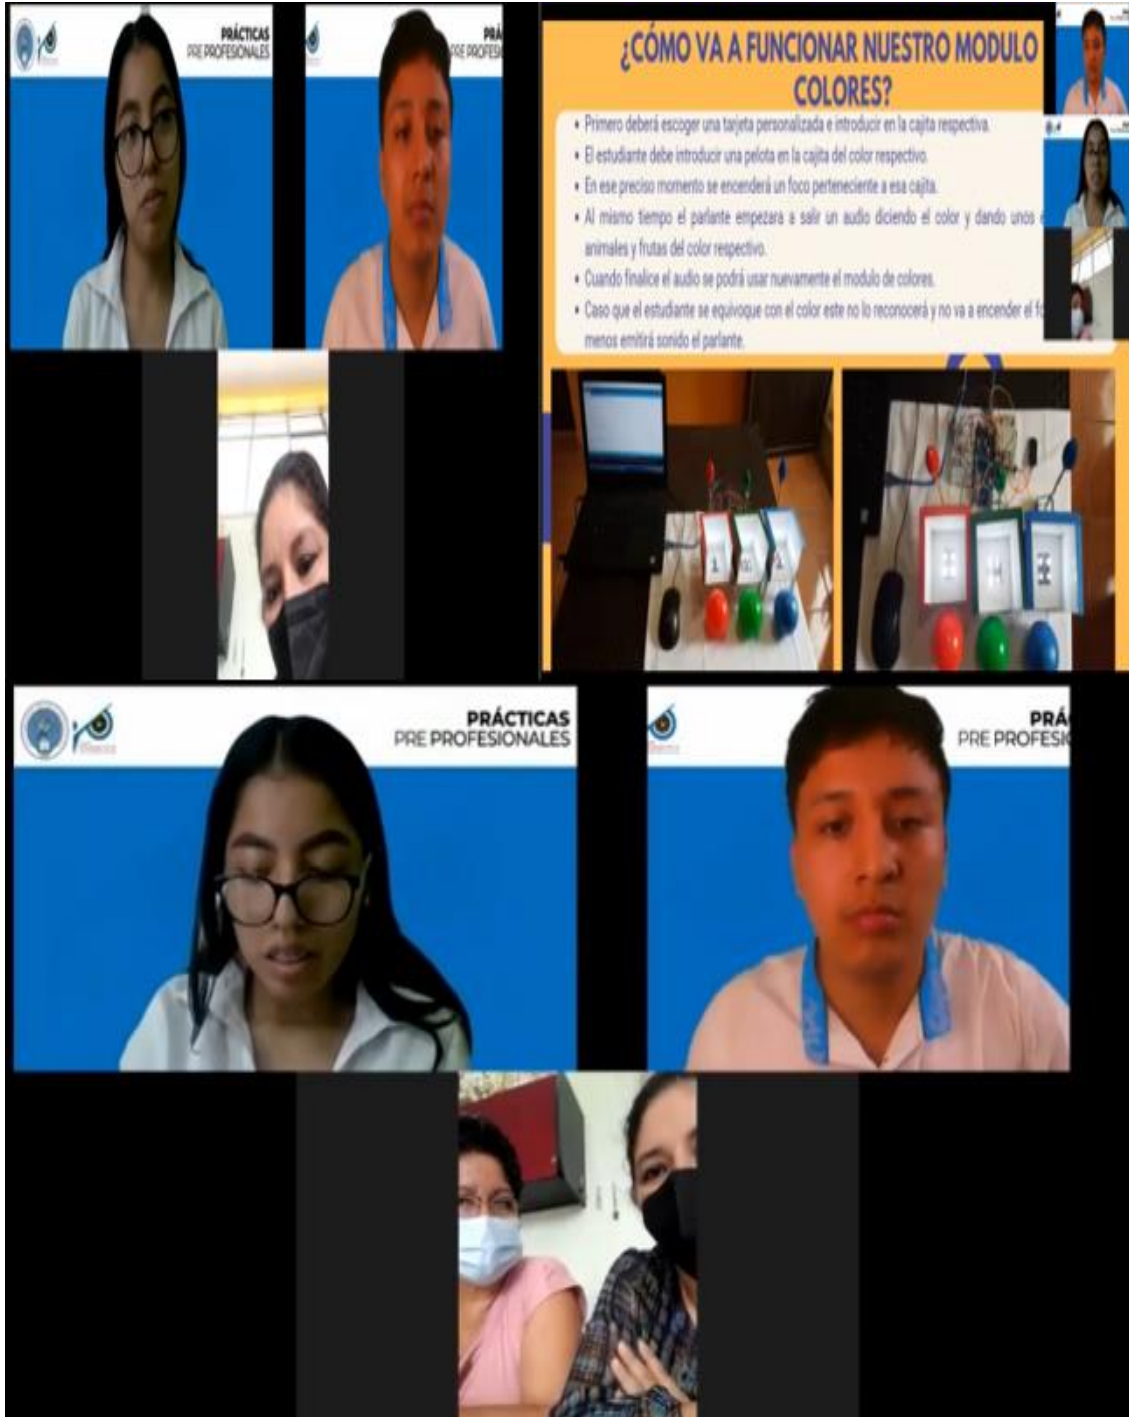 PRÁCTICAS
PRE PROFESIONALES
PRÁ
PRE PROFESIONALES
¿CÓMO VA A FUNCIONAR NUESTRO MODULO
COLORES?
• Primero deberá escoger una tarjeta personalizada e introducir en la cajita respectiva.
• El estudiante debe introducir una pelota en la cajita del color respectivo.
• En ese preciso momento se encenderá un foco perteneciente a esa cajita.
• Al mismo tiempo el parlante empezara a salir un audio diciendo el color y dando unos e
animales y frutas del color respectivo.
• Cuando finalice el audio se podrá usar nuevamente el modulo de colores.
• Caso que el estudiante se equivoque con el color este no lo reconocerá y no va a encender el fo
menos emitirá sonido el parlante.
PRÁCTICAS
PRE PROFESIONALES
PRÁ
PRE PROFESIO